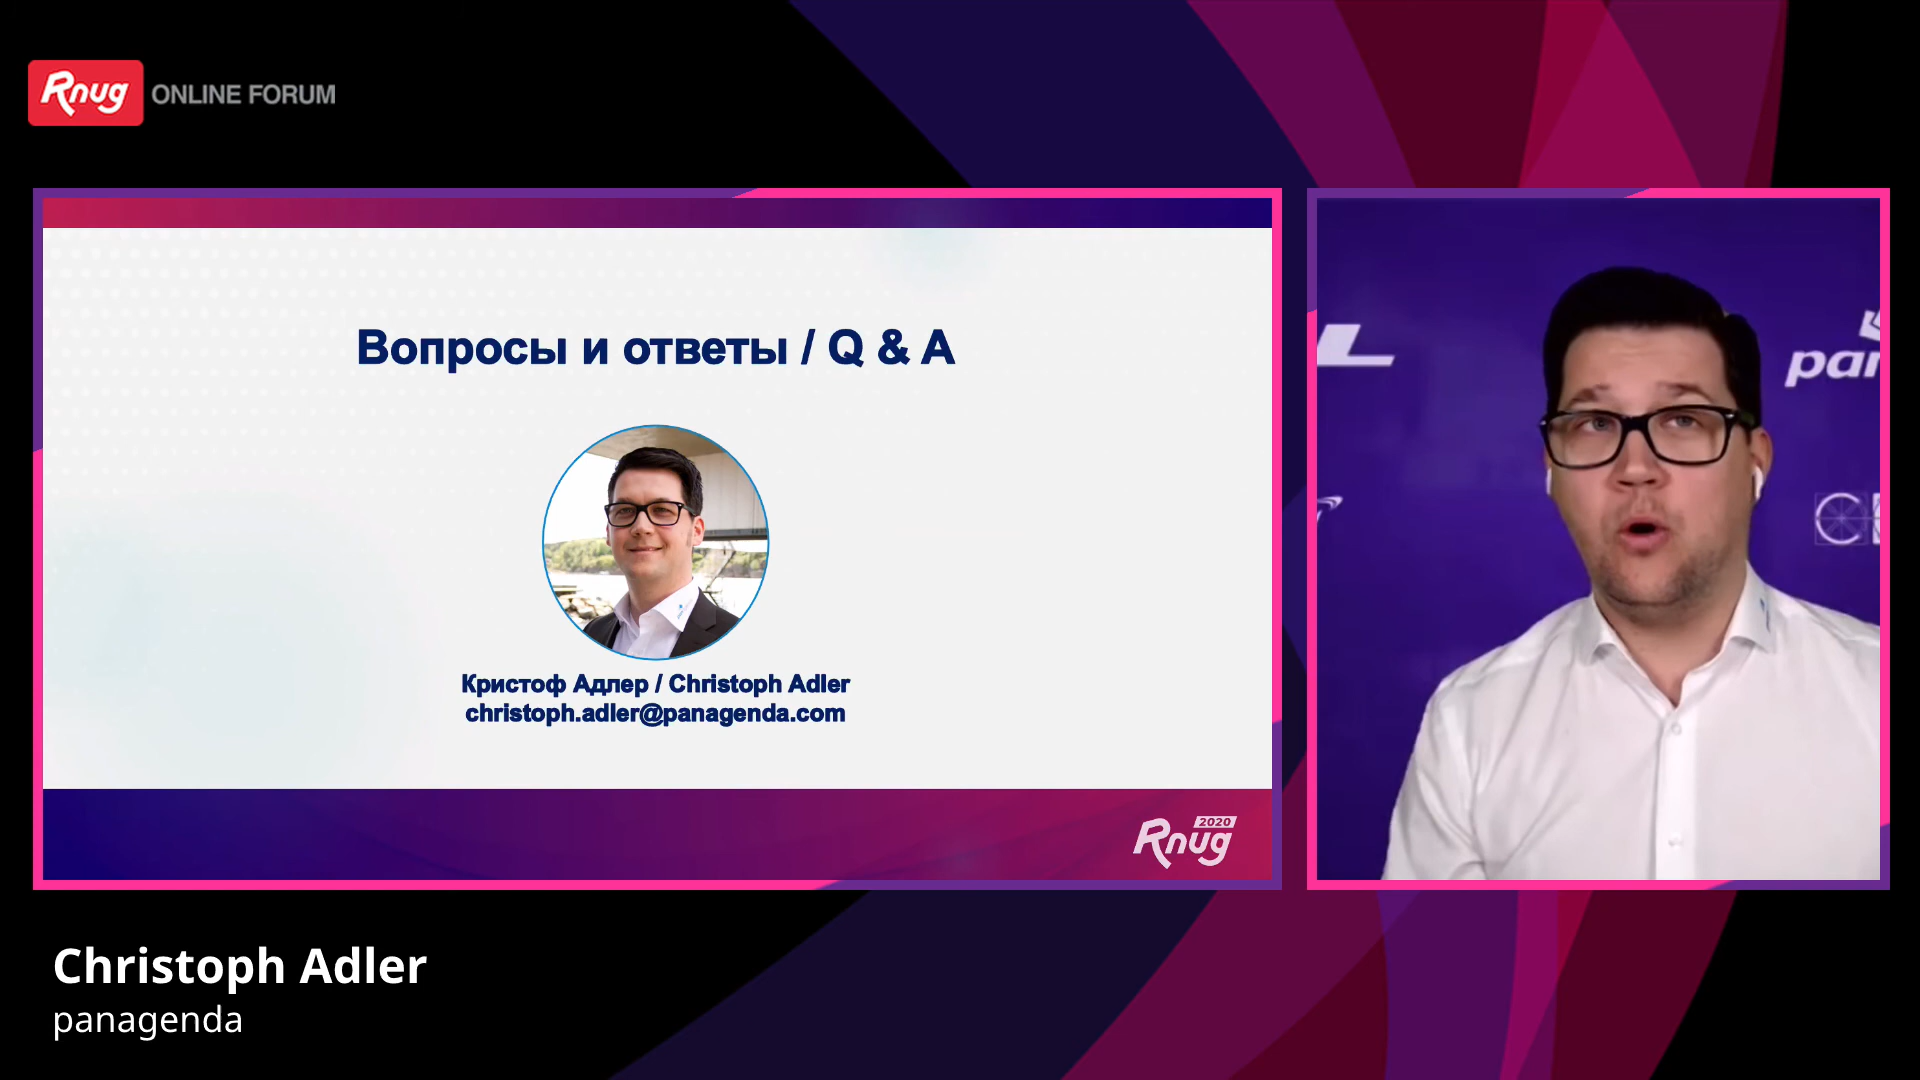 Rnug ONLINE FORUM
Вопросы и ответы / Q & A
Кристоф Адлер / Christoph Adler
christoph.adler@panagenda.com
2020
Rnug
Christoph Adler
panagenda